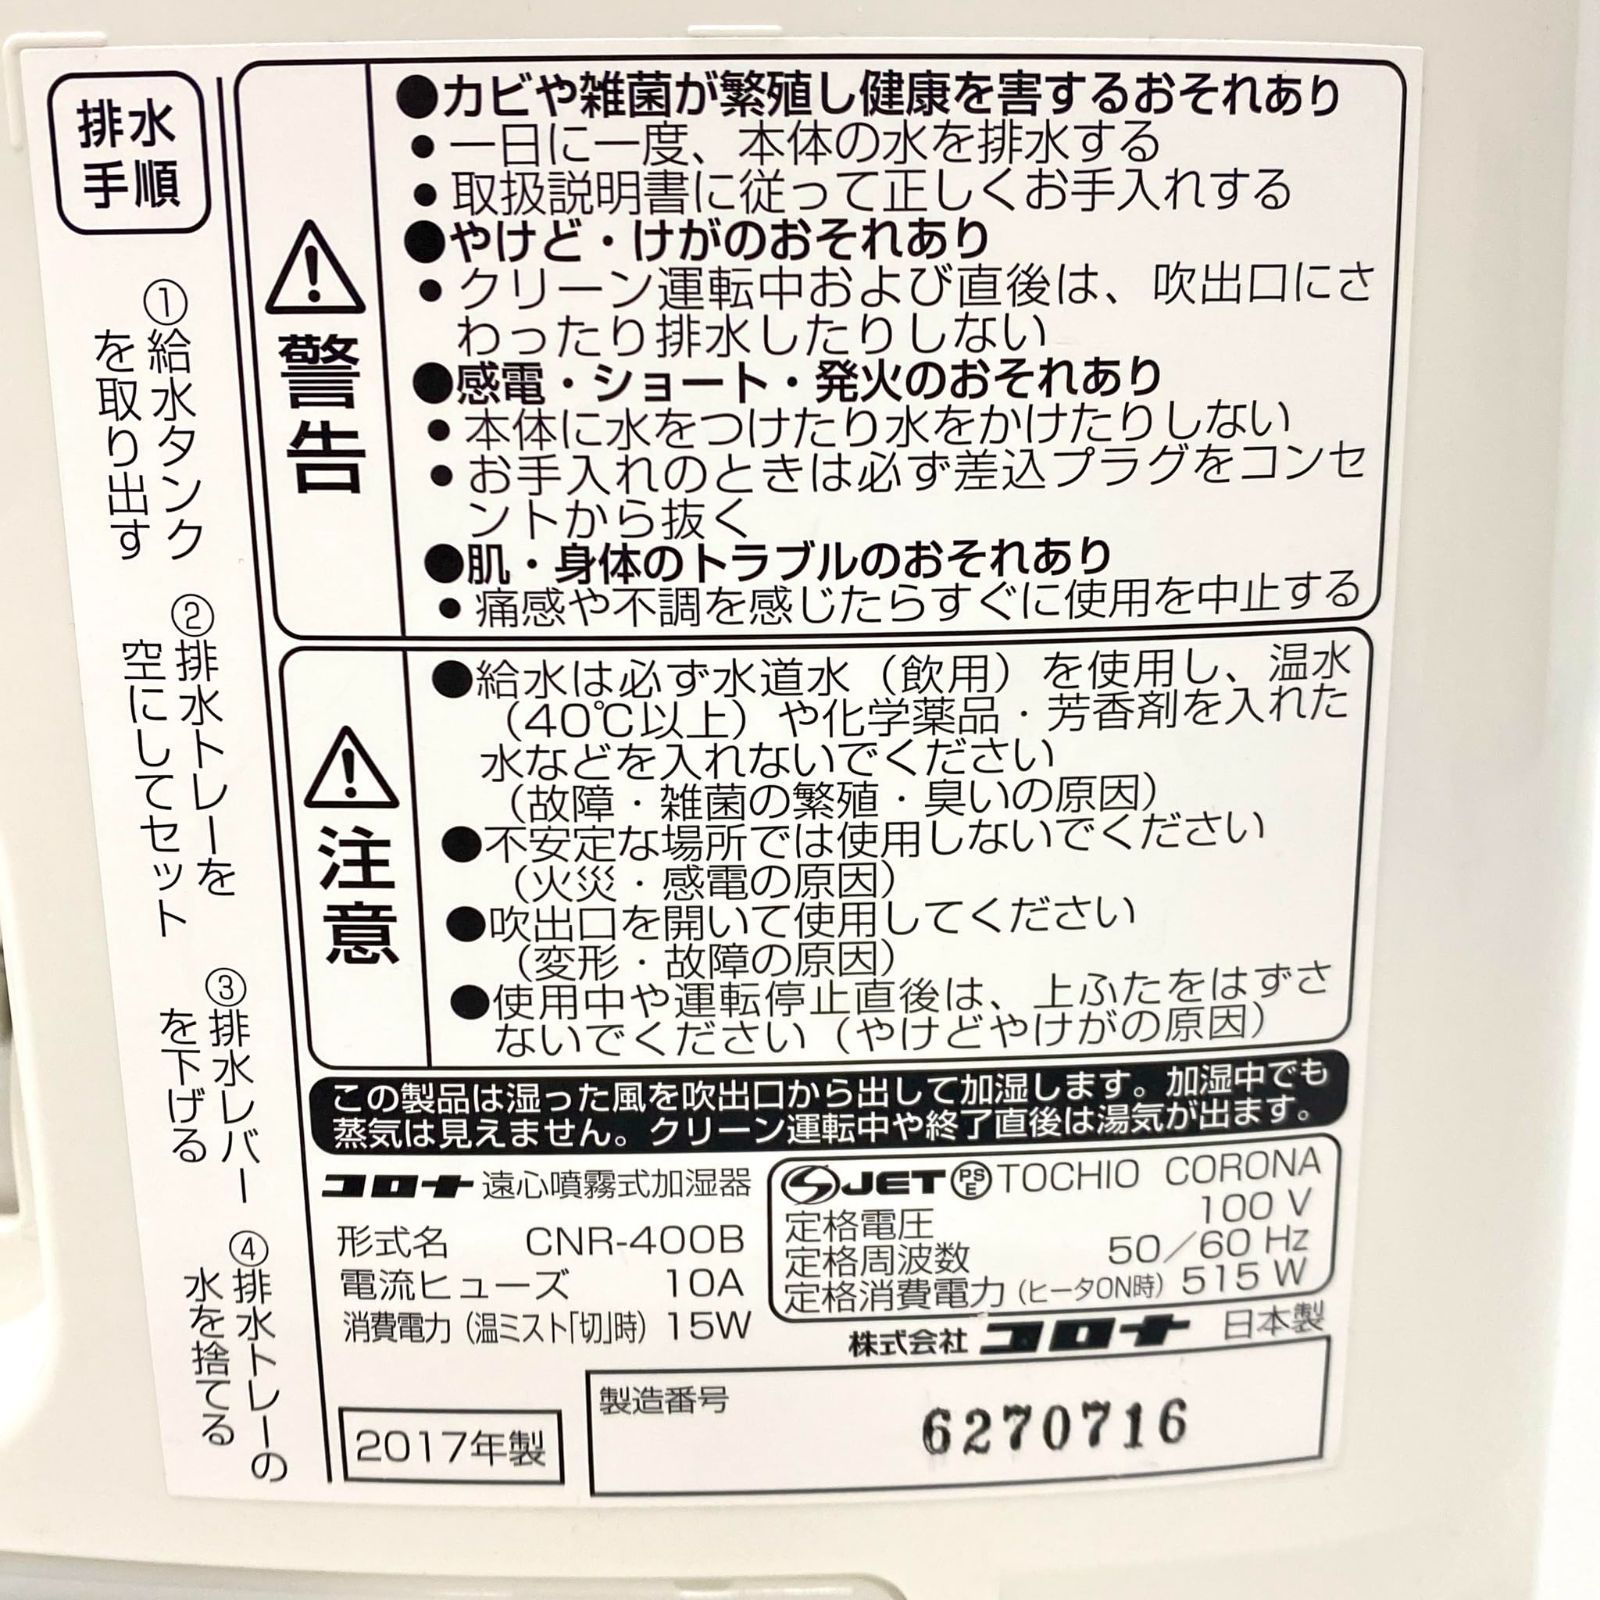 排水
手順
①給水タンク
を取り出す
②排水トレーを
空にしてセット
③排水レバー
を下げる
④排水トレーの
水を捨てる
警告
●カビや雑菌が繁殖し健康を害するおそれあり
・一日に一度、本体の水を排水する
・取扱説明書に従って正しくお手入れする
●やけど・けがのおそれあり
・クリーン運転中および直後は、吹出口にさ
わったり排水したりしない
●感電・ショート・発火のおそれあり
・本体に水をつけたり水をかけたりしない
・お手入れのときは必ず差込プラグをコンセ
ントから抜く
●肌・身体のトラブルのおそれあり
・痛感や不調を感じたらすぐに使用を中止する
注意
●給水は必ず水道水（飲用）を使用し、温水
（40℃以上）や化学薬品・芳香剤を入れた
水などを入れないでください
（故障・雑菌の繁殖・臭いの原因）
●不安定な場所では使用しないでください
（火災・感電の原因）
●吹出口を開いて使用してください
（変形・故障の原因）
●使用中や運転停止直後は、上ふたをはずさ
ないでください（やけどやけがの原因）
この製品は湿った風を吹出口から出して加湿します。加湿中でも
蒸気は見えません。クリーン運転中や終了直後は湯気が出ます。
コロナ 遠心噴霧式加湿器
形式名 CNR-400B
電流ヒューズ 10A
消費電力（温ミスト「切」時）15W
JET PSE TOCHIO CORONA
定格電圧 100 V
定格周波数 50／60 Hz
定格消費電力（ヒータON時）515 W
株式会社 コロナ 日本製
2017年製
製造番号
6270716